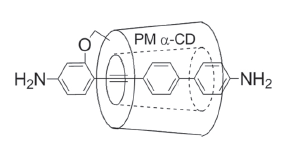 PM α-CD
O
H₂N
NH₂